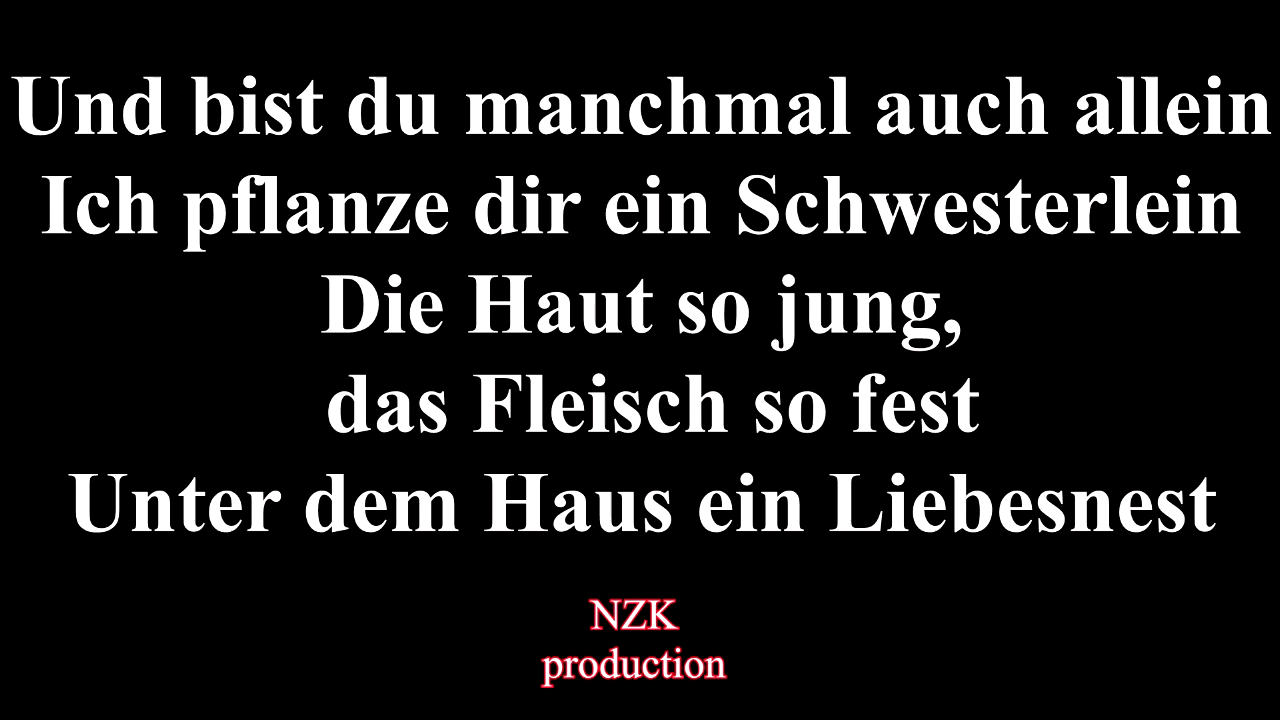 Und bist du manchmal auch allein
Ich pflanze dir ein Schwesterlein
Die Haut so jung,
das Fleisch so fest
Unter dem Haus ein Liebesnest
NZK
production